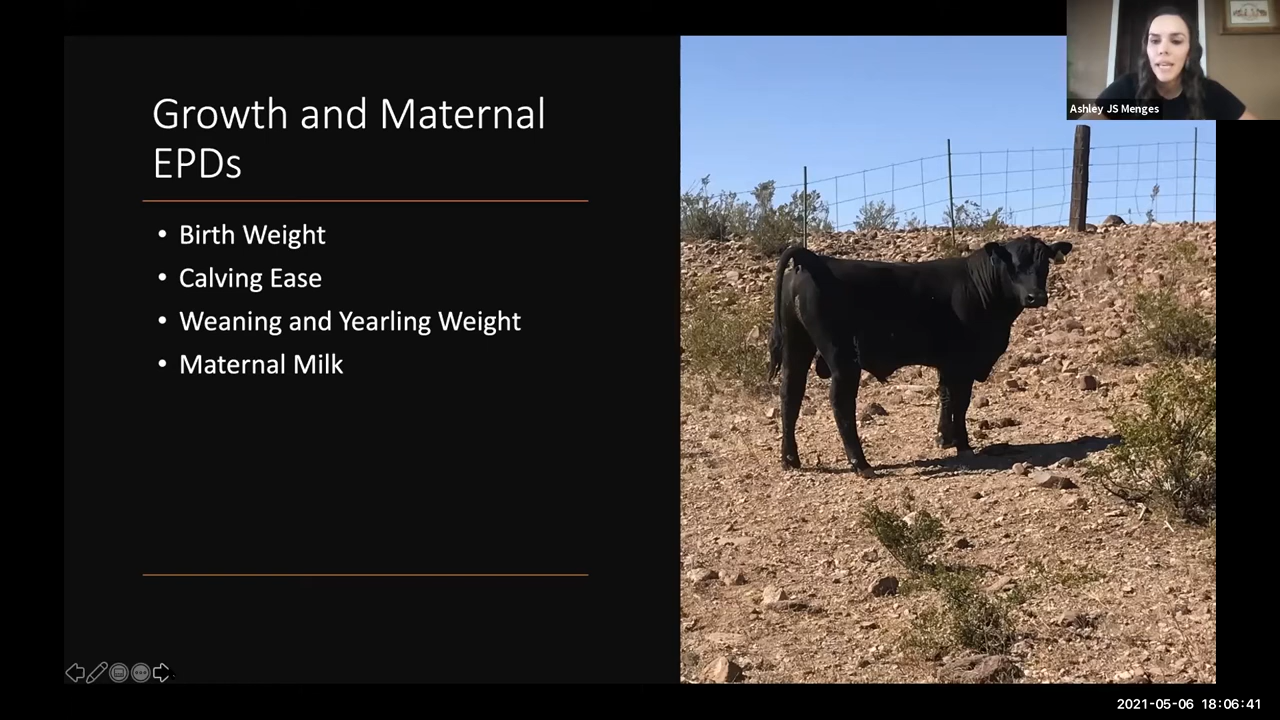 Growth and Maternal
EPDs
• Birth Weight
• Calving Ease
• Weaning and Yearling Weight
• Maternal Milk
Ashley JS Menges
2021-05-06 18:06:41